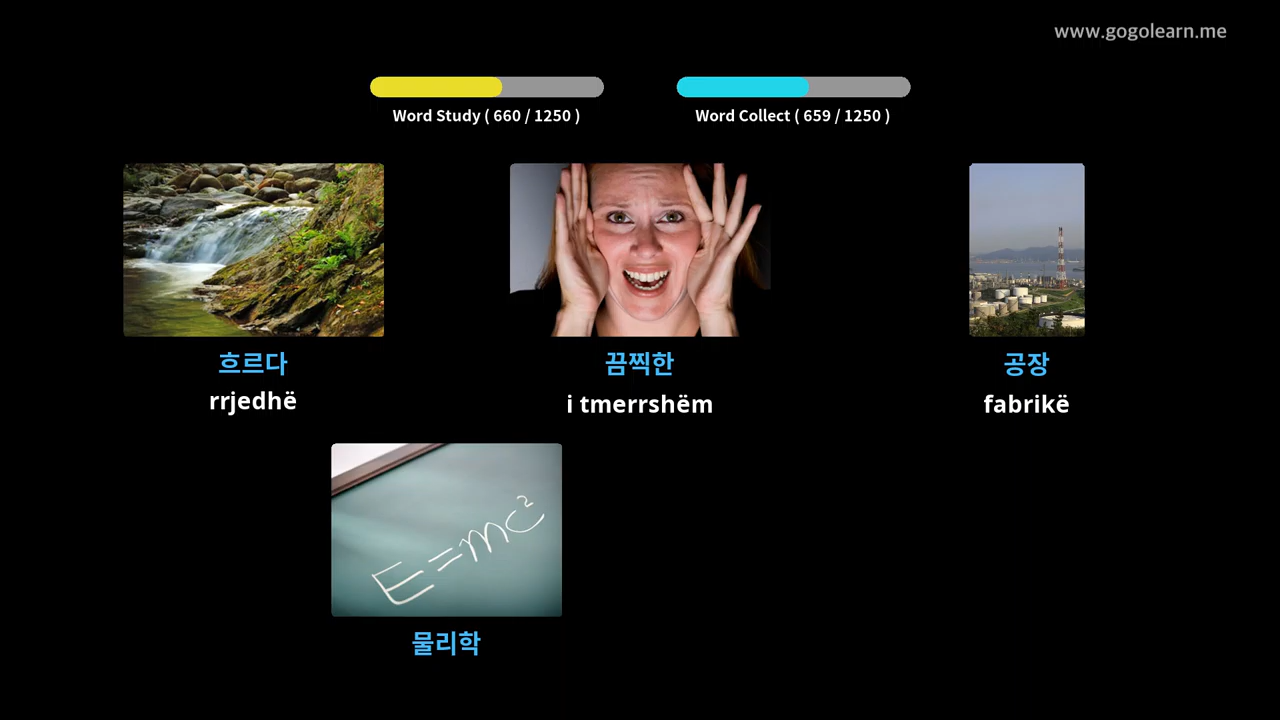 www.gogolearn.me
Word Study ( 660 / 1250 )
Word Collect ( 659 / 1250 )
흐르다
rrjedhë
끔찍한
i tmerrshëm
공장
fabrikë
E=mc²
물리학